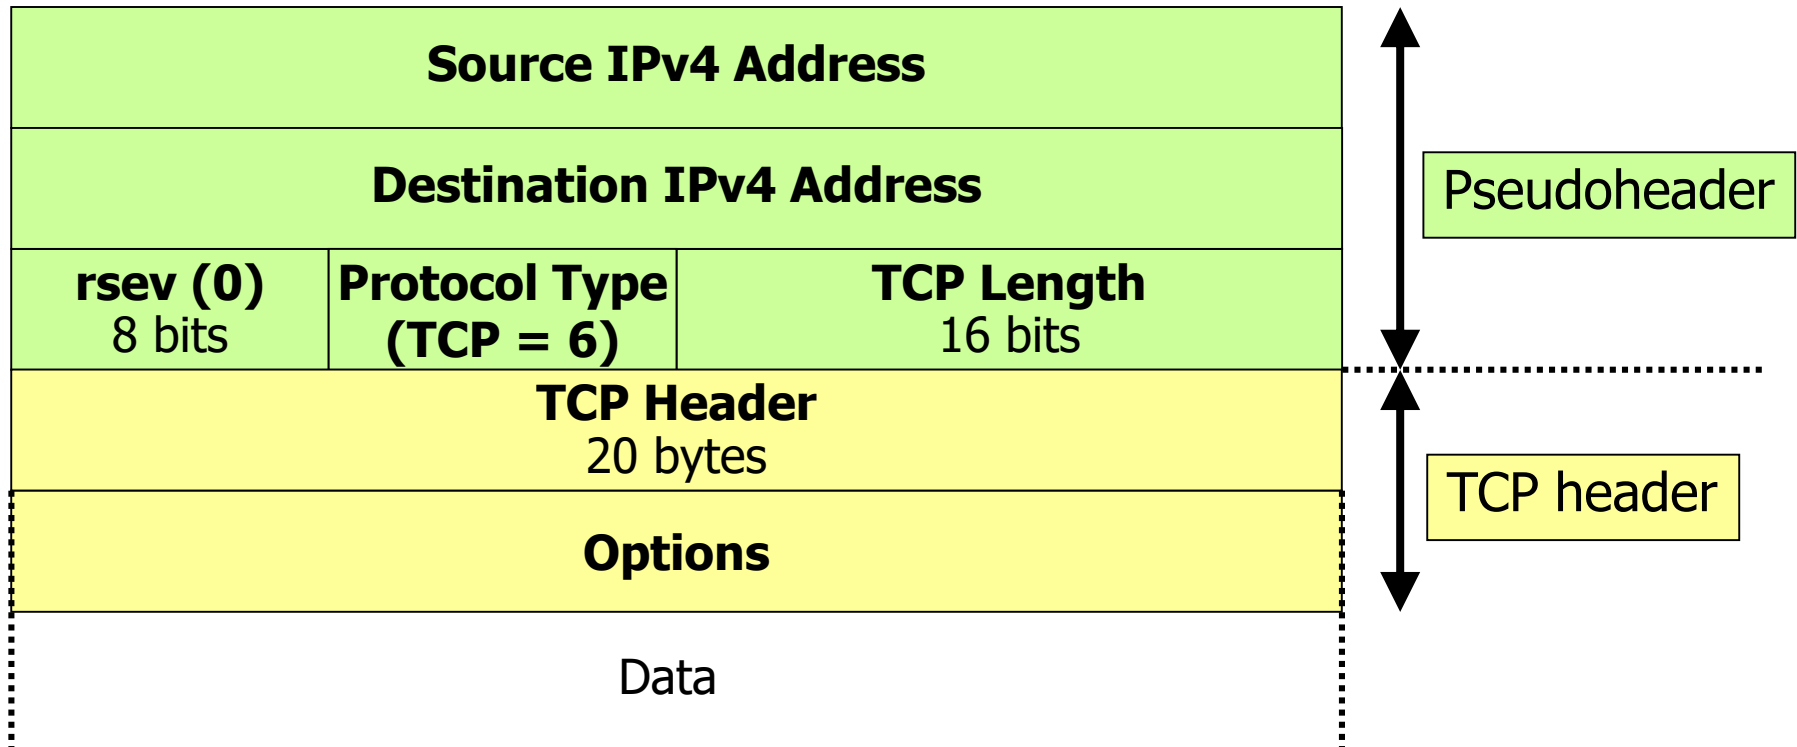 Source IPv4 Address
Destination IPv4 Address
Pseudoheader
rsev (0)
8 bits
Protocol Type
(TCP = 6)
TCP Length
16 bits
TCP Header
20 bytes
TCP header
Options
Data